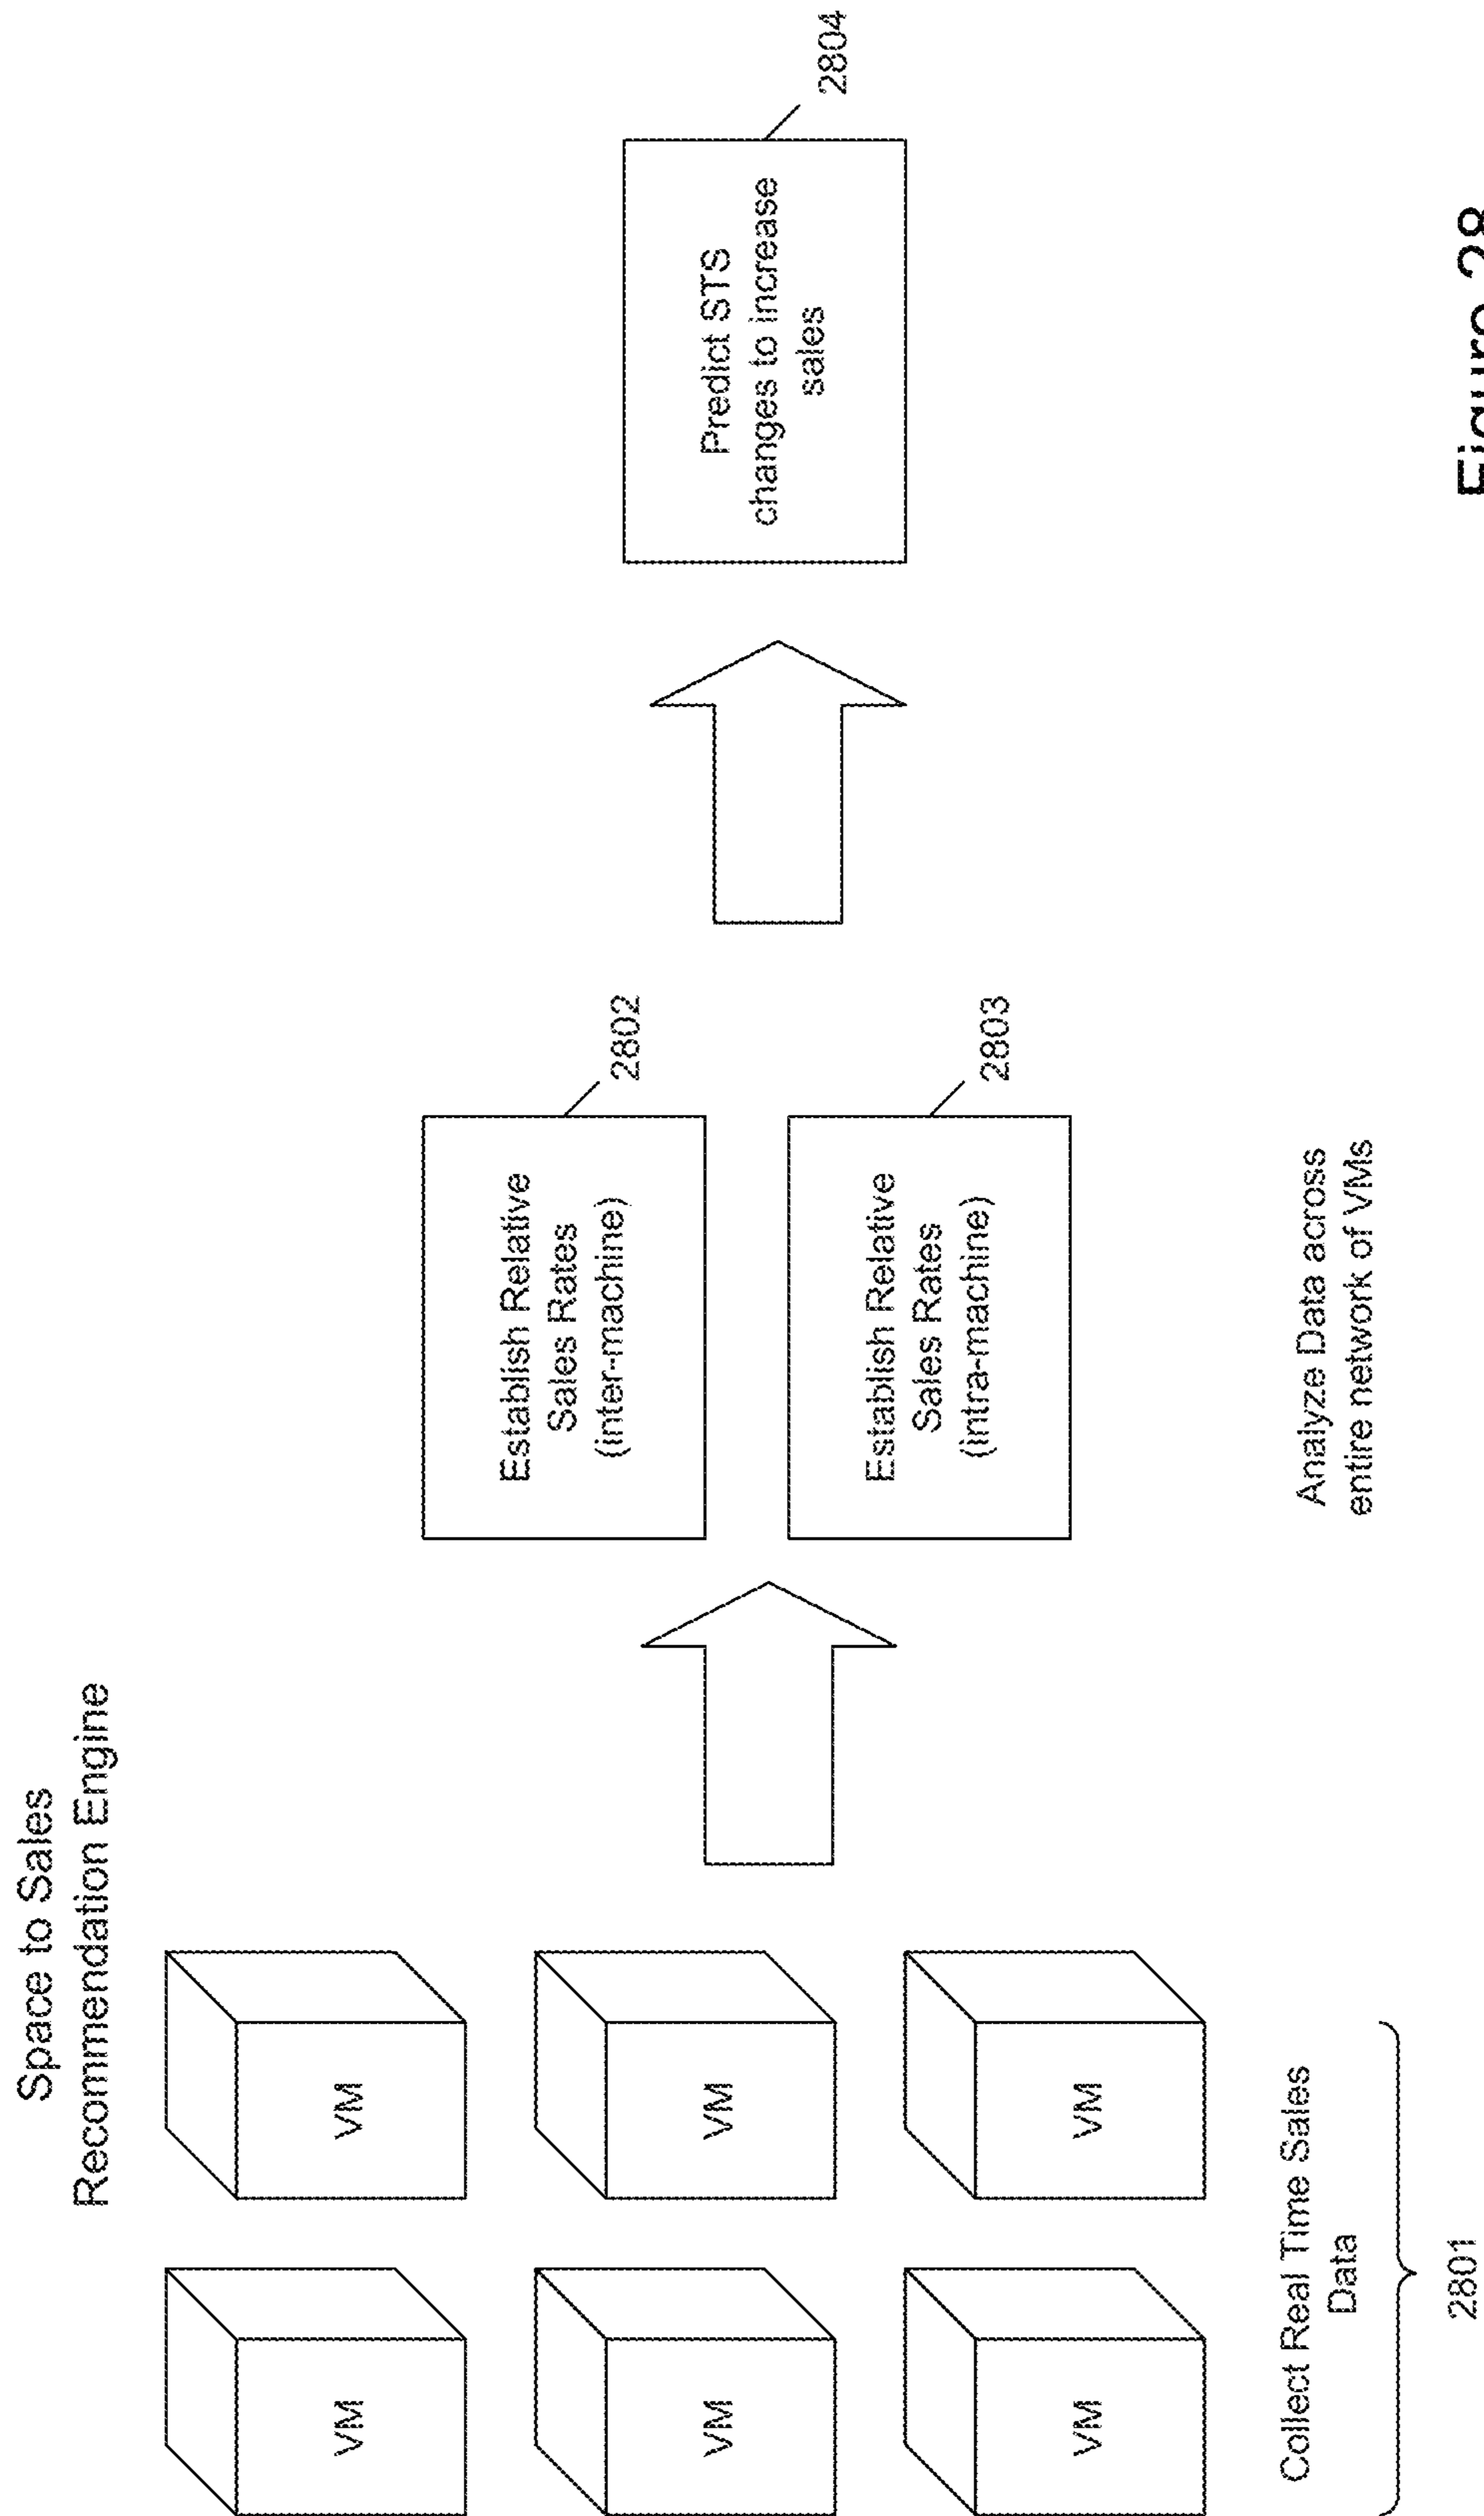 Space to Sales
Recommendation Engine
VM
VM
VM
VM
VM
VM
Collect Real Time Sales
Data
2801
Establish Relative
Sales Rates
(inter-machine)
2802
Establish Relative
Sales Rates
(intra-machine)
2803
Analyze Data across
entire network of VMs
Predict STS
changes to increase
sales
2804
Figure 28